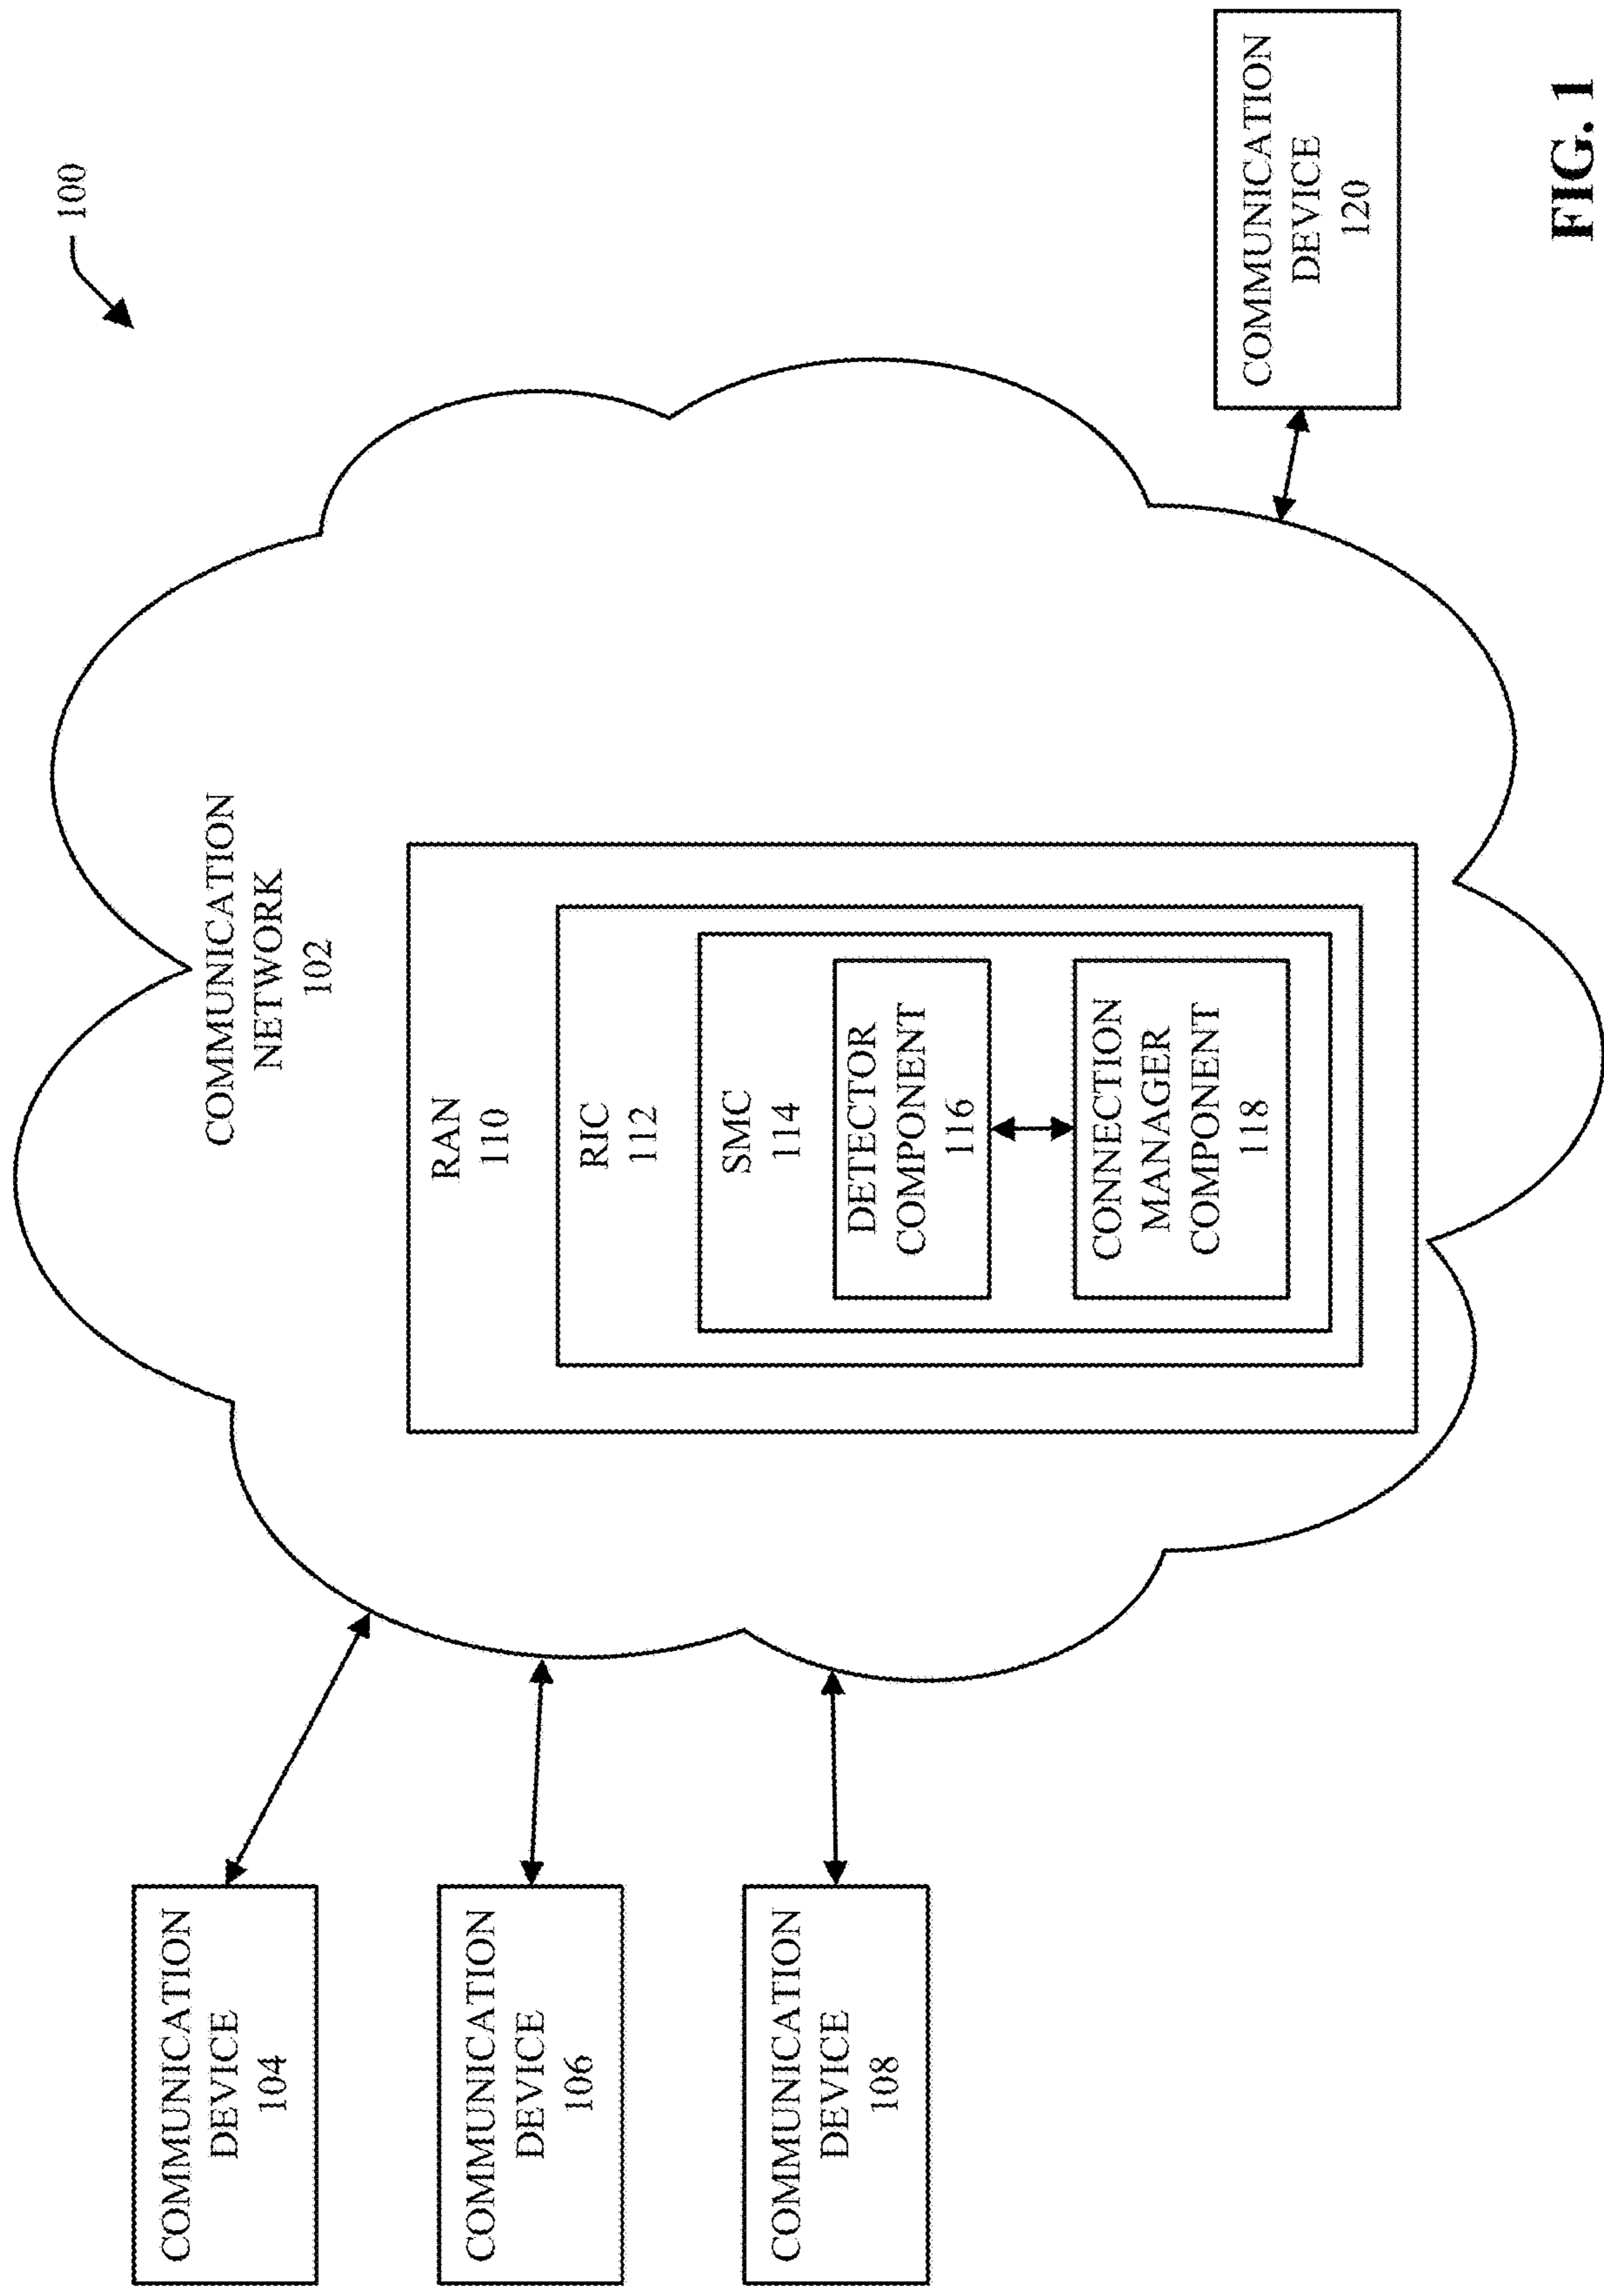 100
COMMUNICATION
NETWORK
102
COMMUNICATION
DEVICE
104
COMMUNICATION
DEVICE
106
COMMUNICATION
DEVICE
108
RAN
110
RIC
112
SMC
114
DETECTOR
COMPONENT
116
CONNECTION
MANAGER
COMPONENT
118
COMMUNICATION
DEVICE
120
FIG. 1